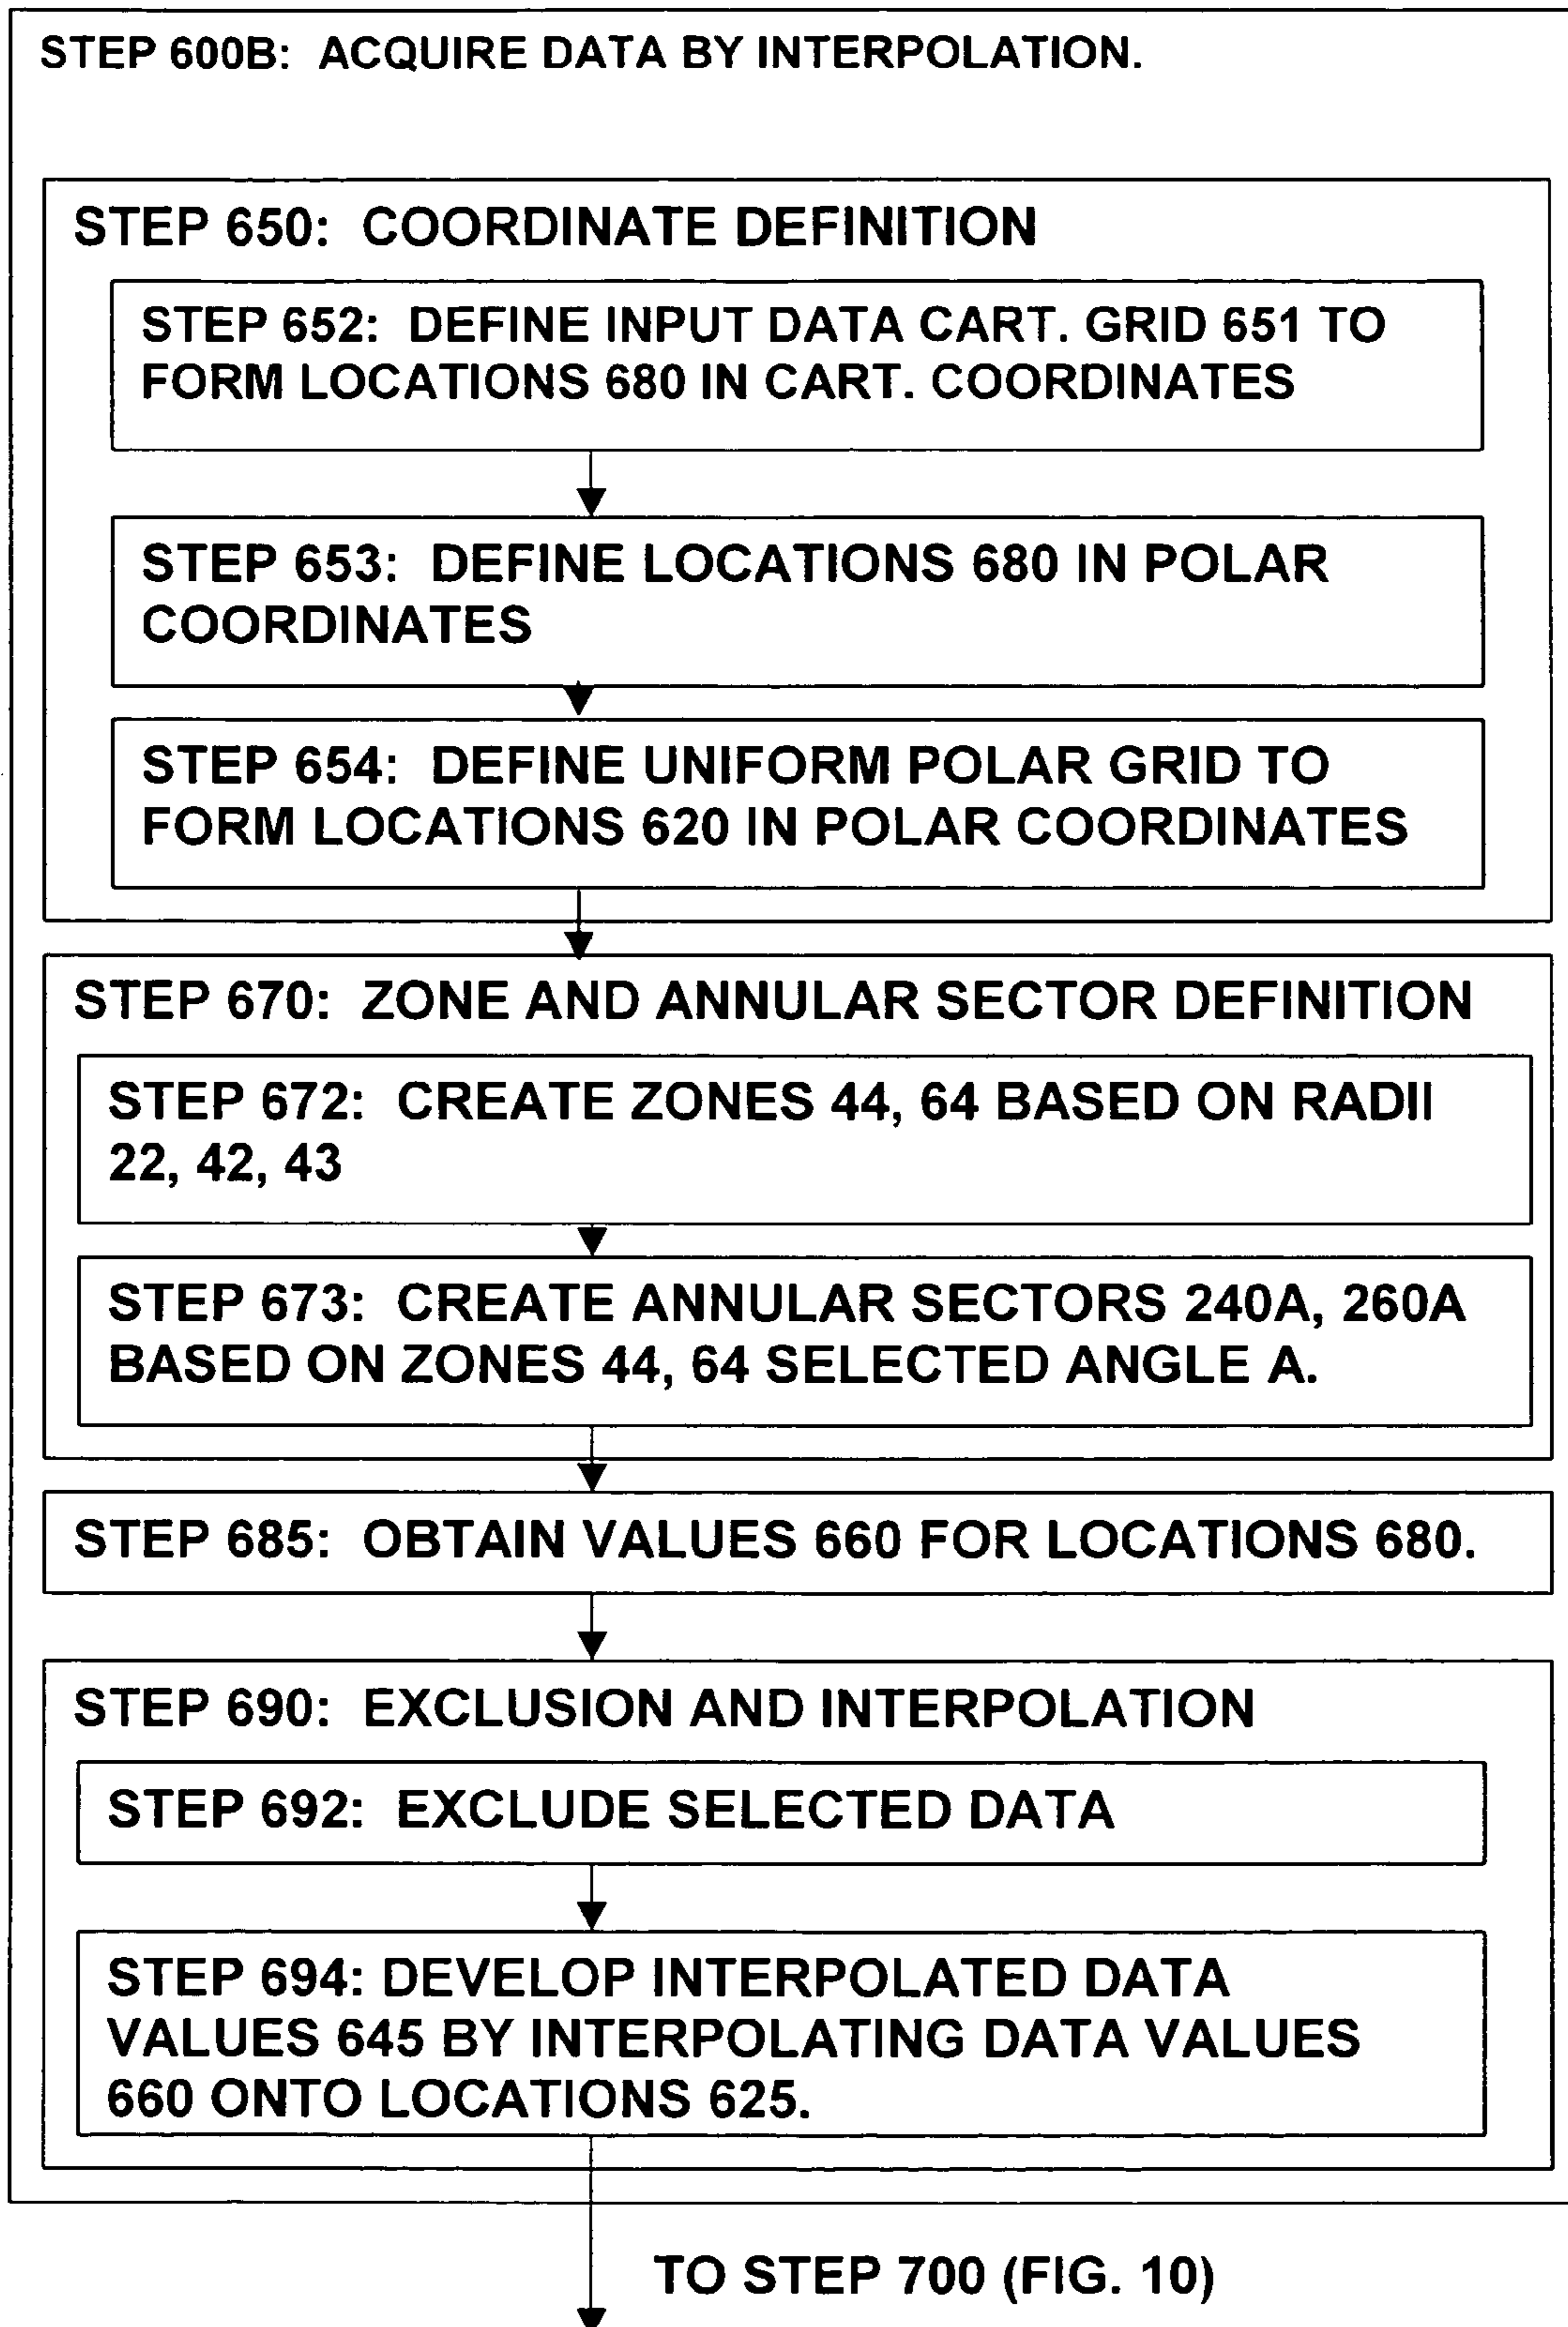 STEP 600B: ACQUIRE DATA BY INTERPOLATION.
STEP 650: COORDINATE DEFINITION
STEP 652: DEFINE INPUT DATA CART. GRID 651 TO
FORM LOCATIONS 680 IN CART. COORDINATES
STEP 653: DEFINE LOCATIONS 680 IN POLAR
COORDINATES
STEP 654: DEFINE UNIFORM POLAR GRID TO
FORM LOCATIONS 620 IN POLAR COORDINATES
STEP 670: ZONE AND ANNULAR SECTOR DEFINITION
STEP 672: CREATE ZONES 44, 64 BASED ON RADII
22, 42, 43
STEP 673: CREATE ANNULAR SECTORS 240A, 260A
BASED ON ZONES 44, 64 SELECTED ANGLE A.
STEP 685: OBTAIN VALUES 660 FOR LOCATIONS 680.
STEP 690: EXCLUSION AND INTERPOLATION
STEP 692: EXCLUDE SELECTED DATA
STEP 694: DEVELOP INTERPOLATED DATA
VALUES 645 BY INTERPOLATING DATA VALUES
660 ONTO LOCATIONS 625.
TO STEP 700 (FIG. 10)